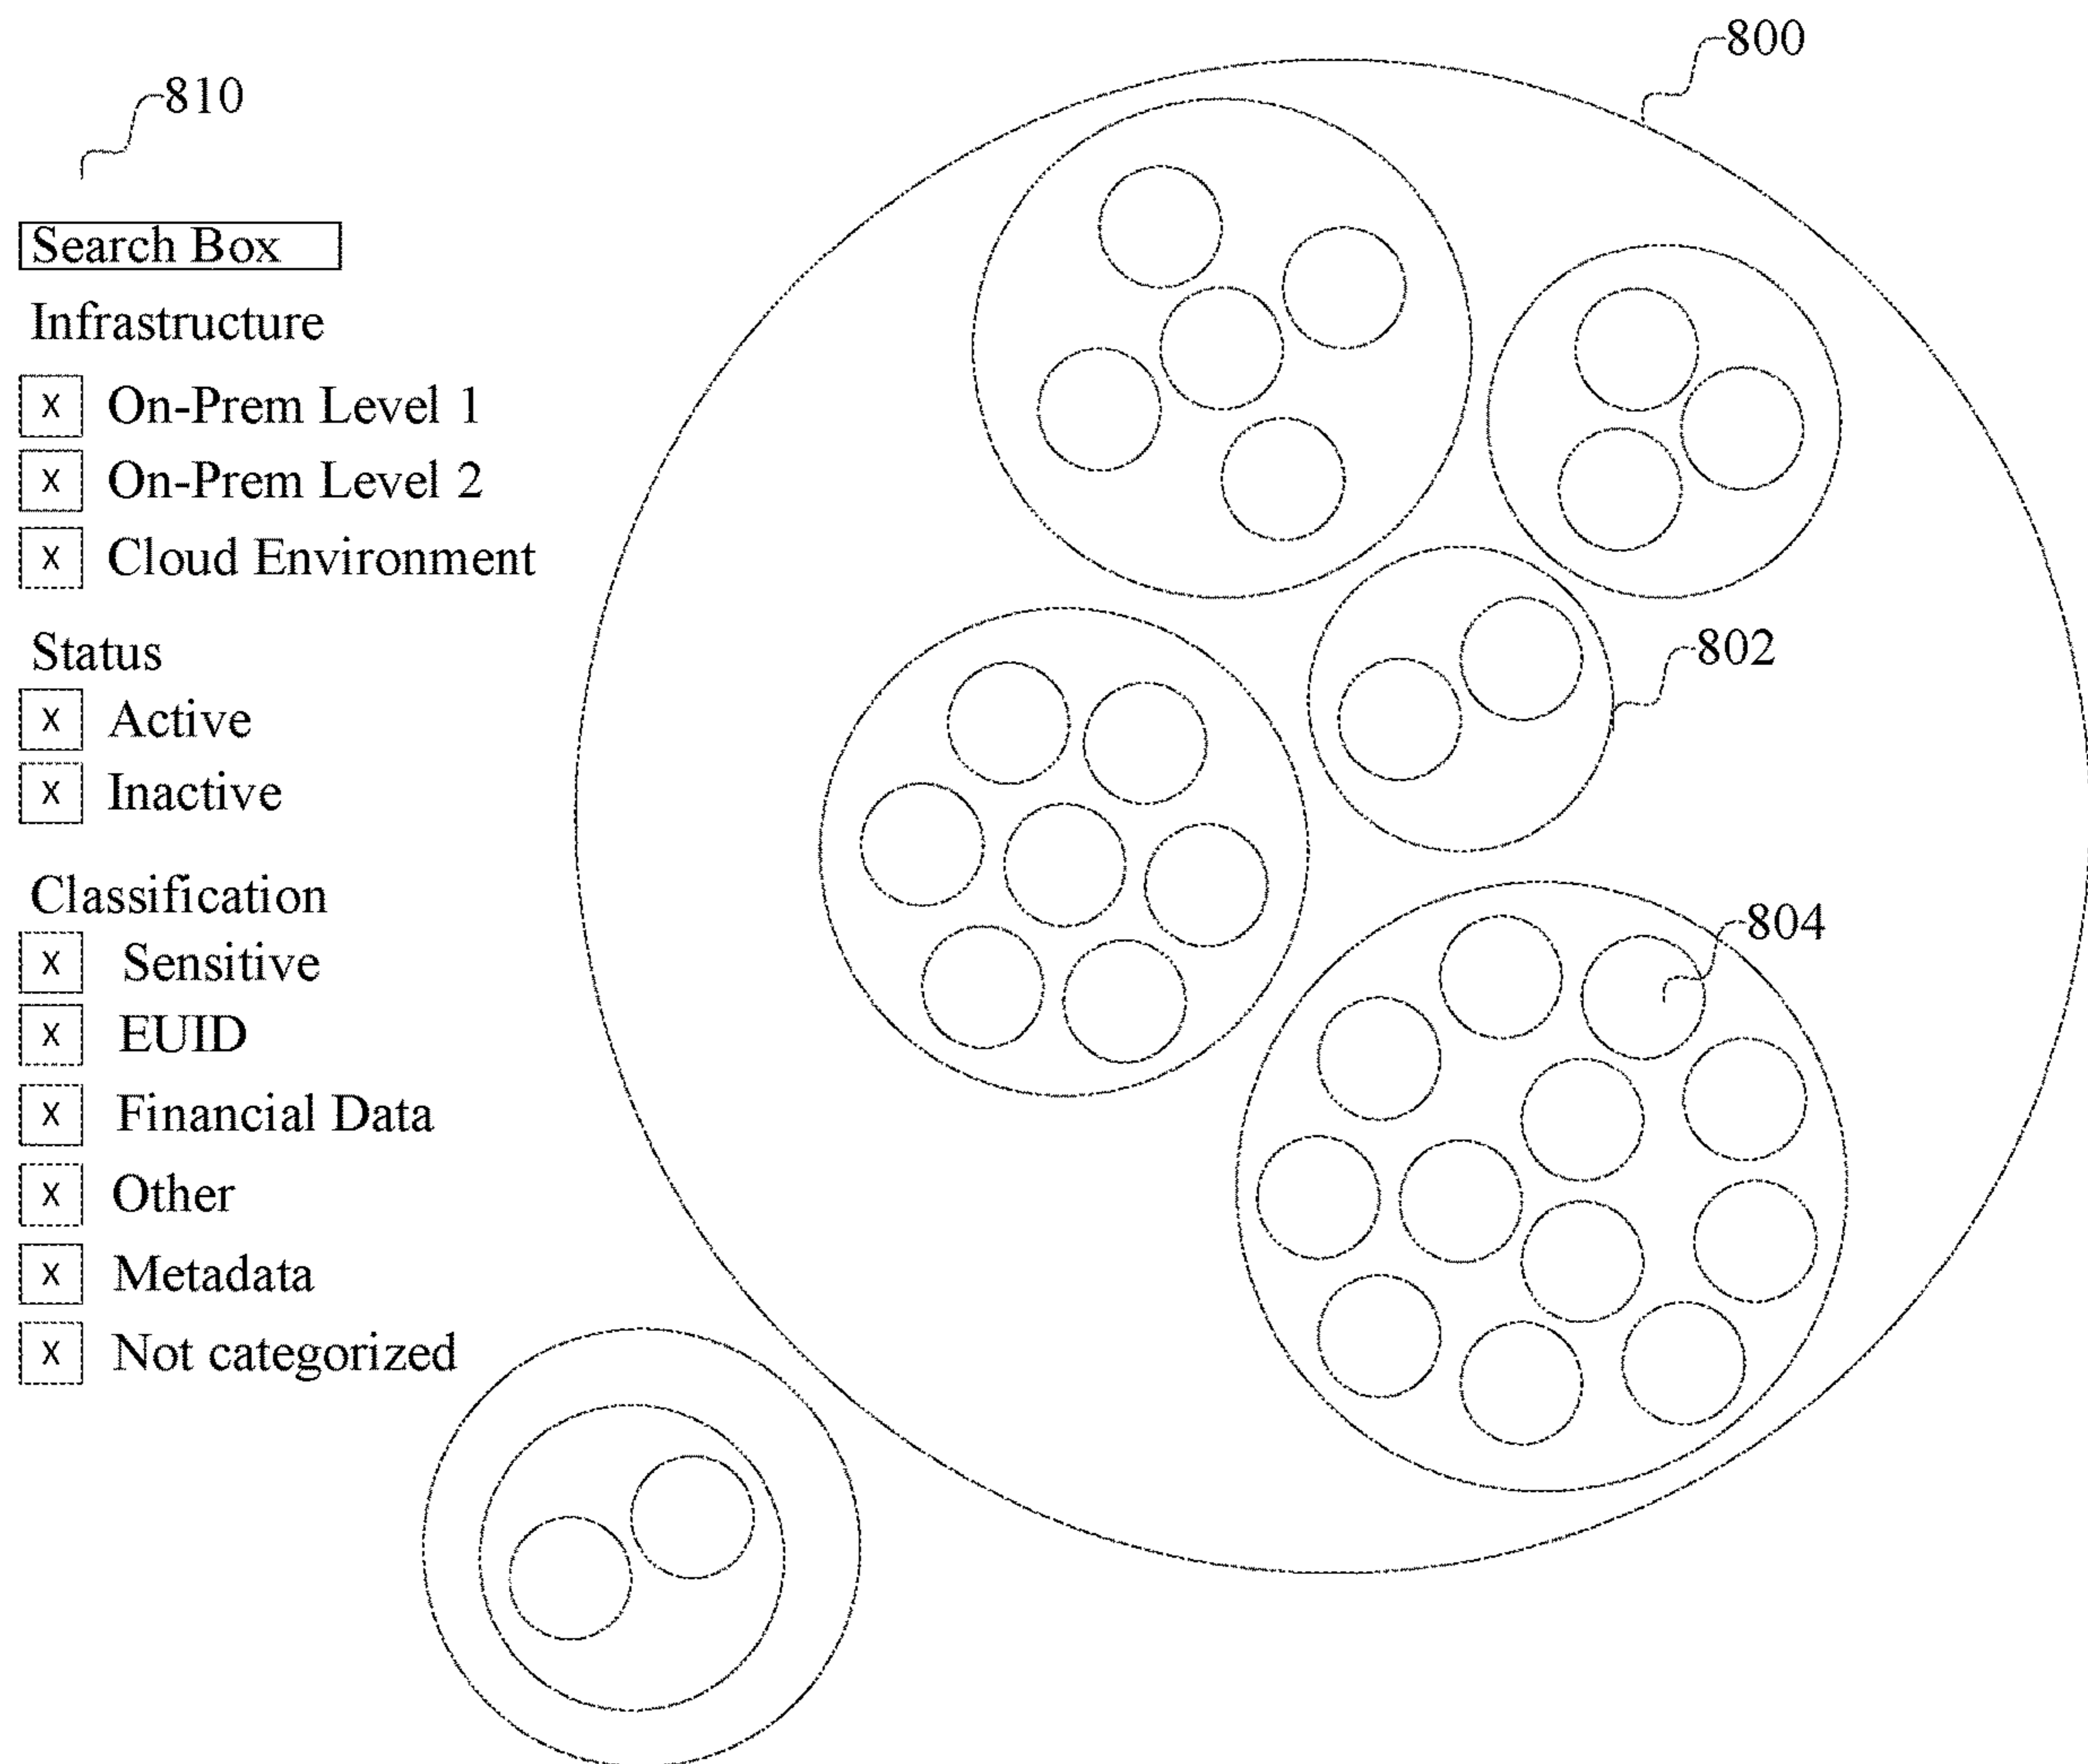 800
810
Search Box
Infrastructure
X On-Prem Level 1
X On-Prem Level 2
X Cloud Environment
Status
X Active
X Inactive
Classification
X Sensitive
X EUID
X Financial Data
X Other
X Metadata
X Not categorized
802
804